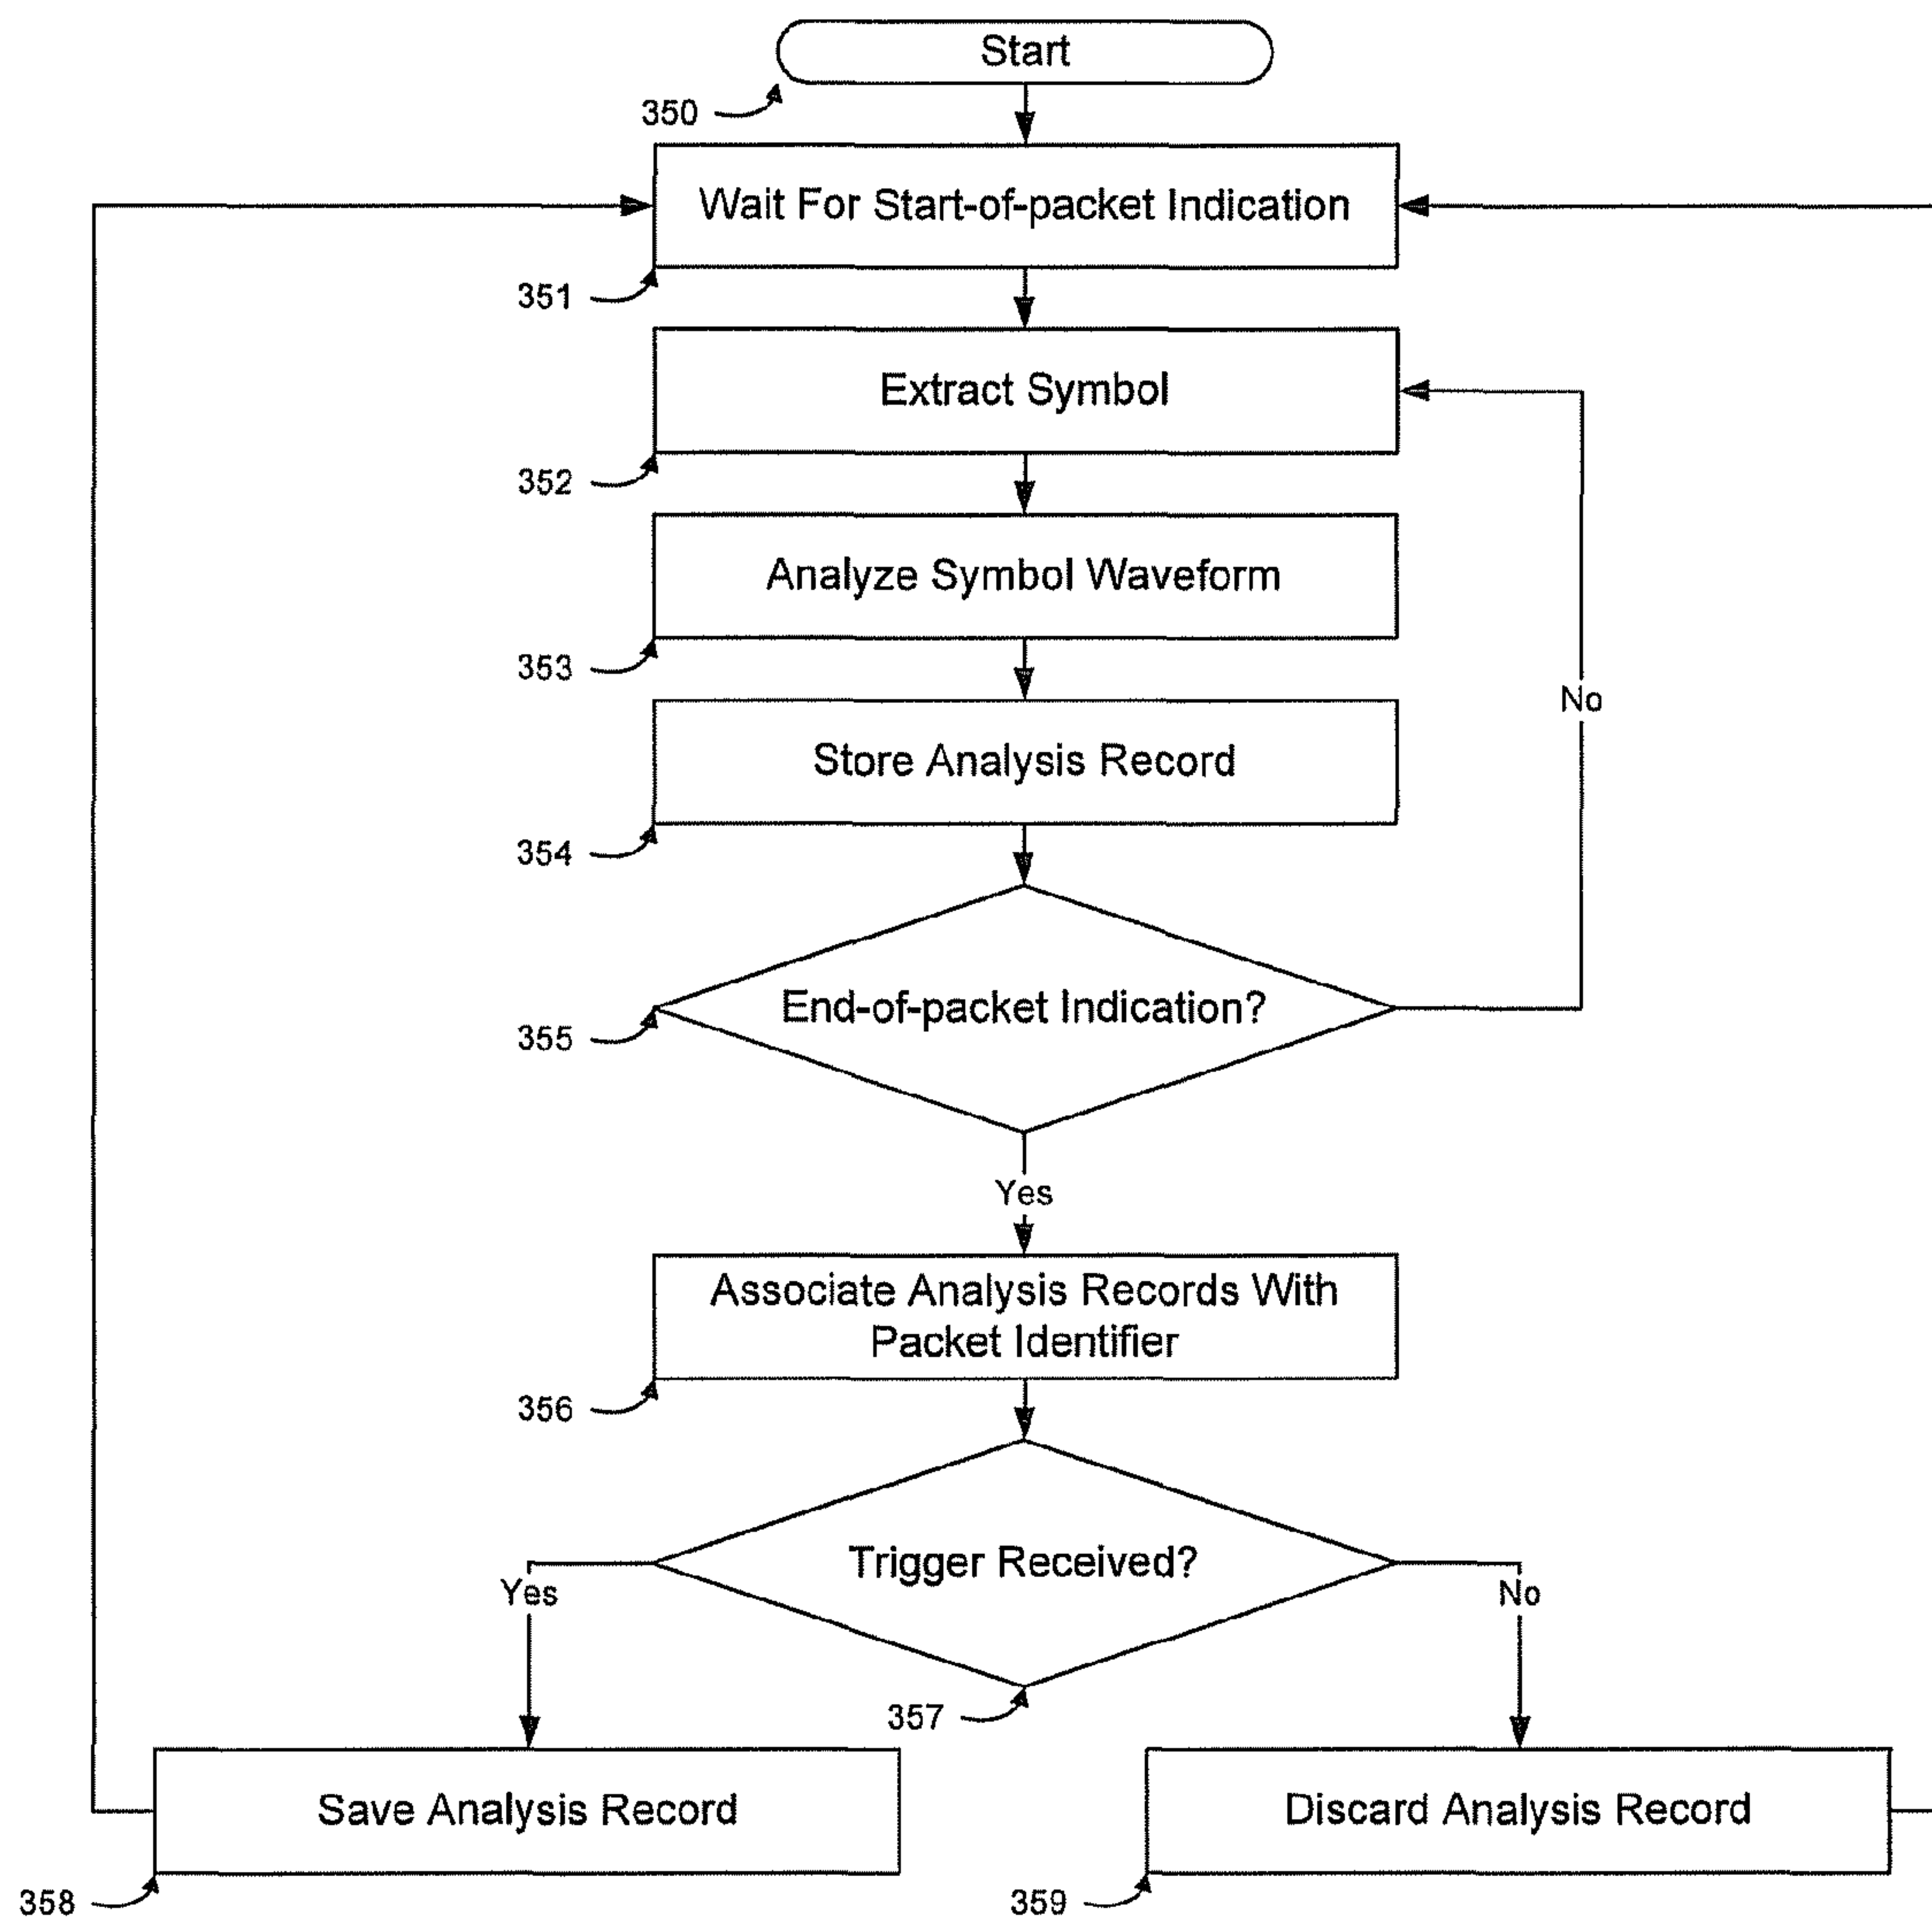 Start
350
Wait For Start-of-packet Indication
351
Extract Symbol
352
Analyze Symbol Waveform
353
No
Store Analysis Record
354
End-of-packet Indication?
355
Yes
Associate Analysis Records With
Packet Identifier
356
Trigger Received?
Yes
No
357
Save Analysis Record
Discard Analysis Record
358
359